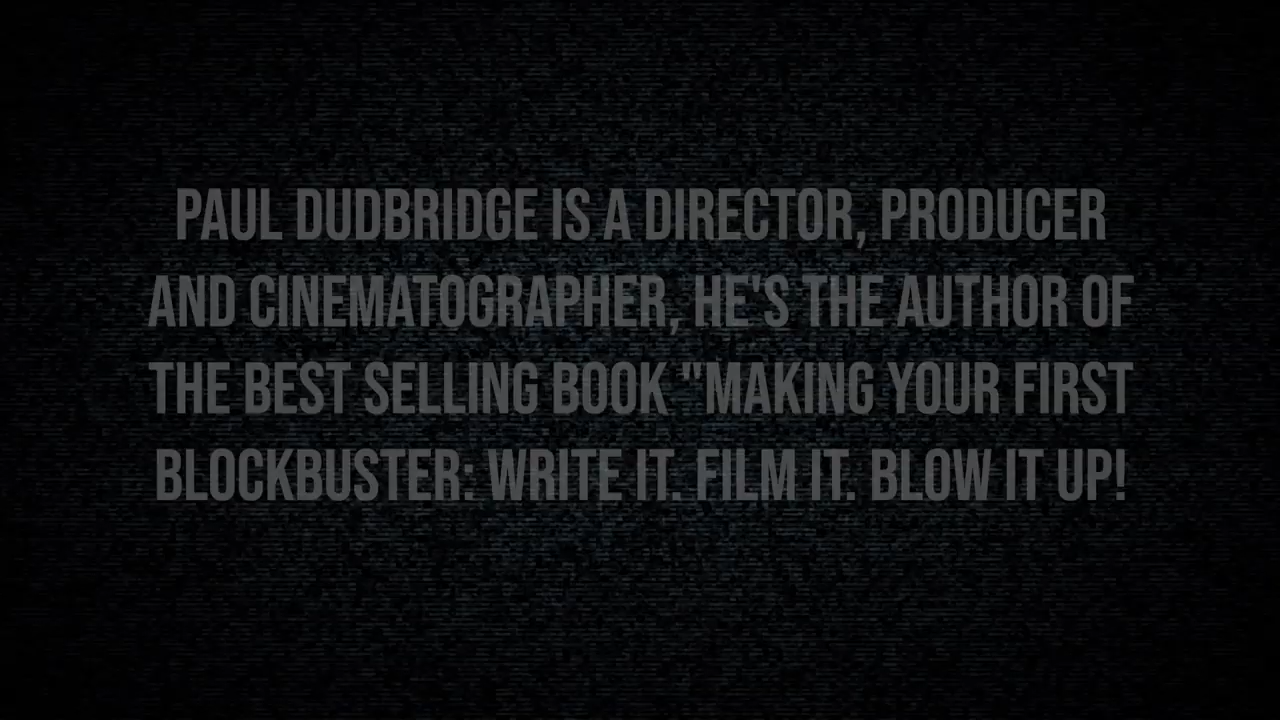 PAUL DUDBRIDGE IS A DIRECTOR, PRODUCER
AND CINEMATOGRAPHER, HE'S THE AUTHOR OF
THE BEST SELLING BOOK "MAKING YOUR FIRST
BLOCKBUSTER: WRITE IT. FILM IT. BLOW IT UP!